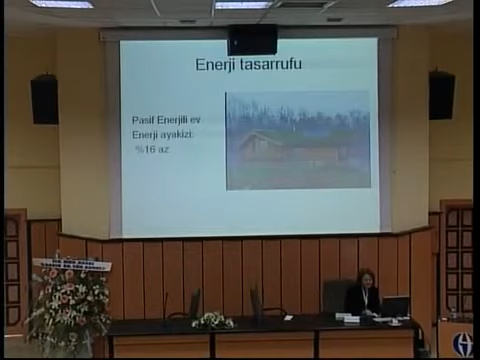 Enerji tasarrufu
Pasif Enerjili ev
Enerji ayakizi:
%16 az